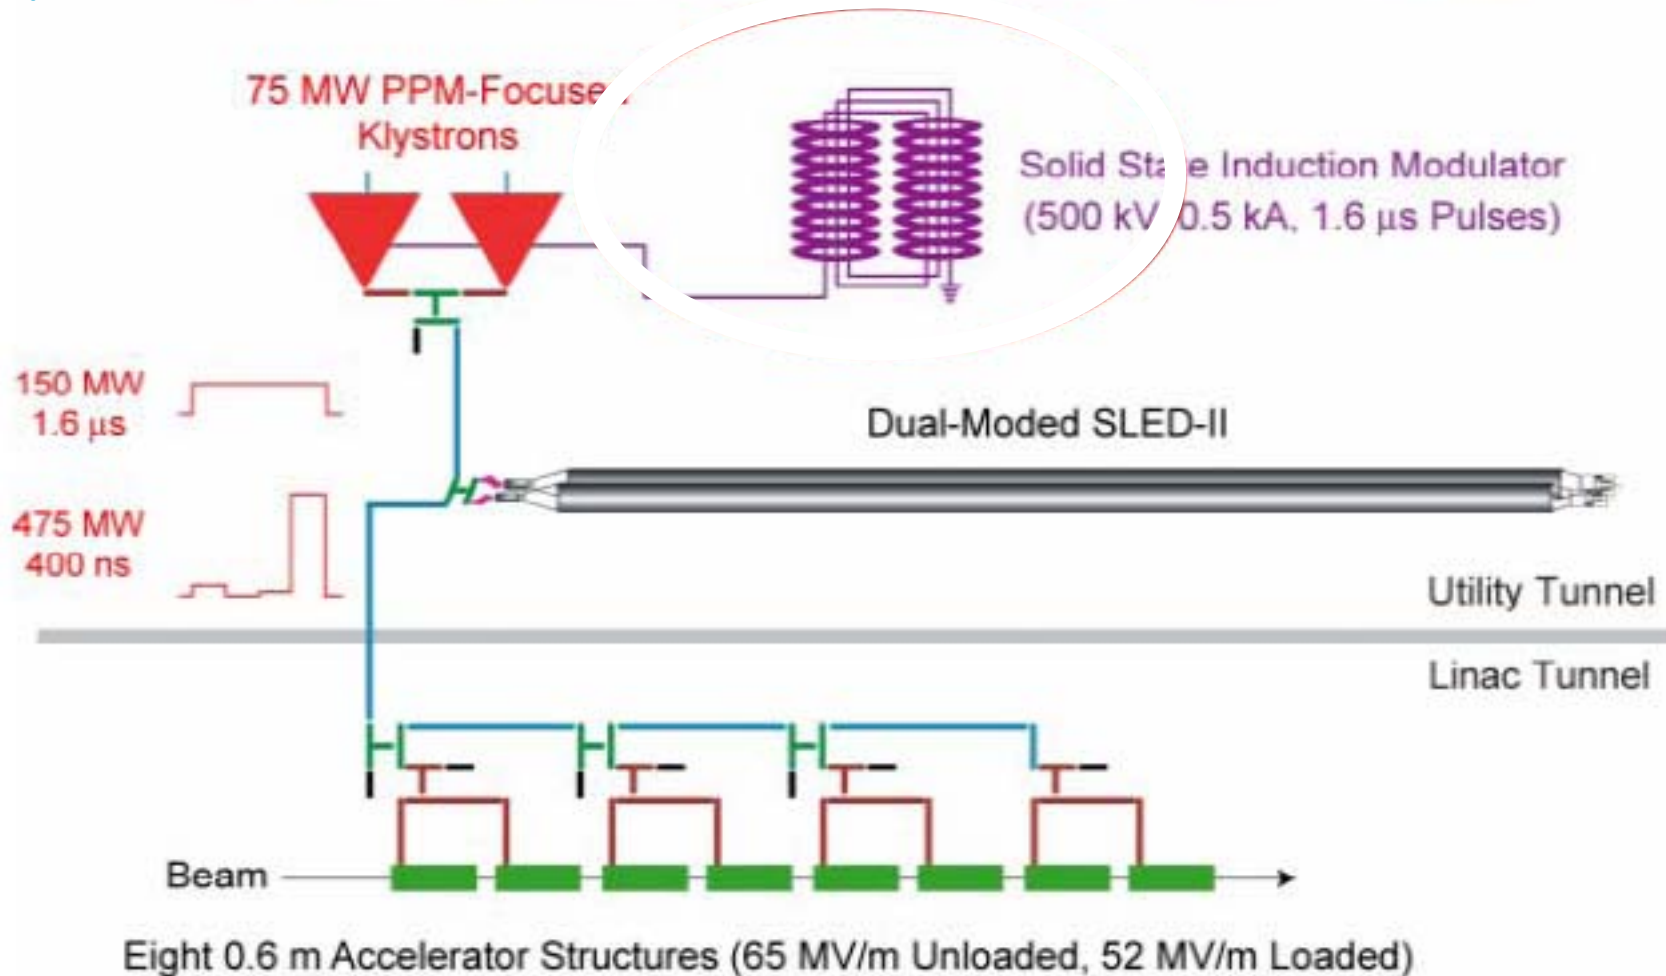 75 MW PPM-Focused
Klystrons
Solid State Induction Modulator
(500 kV, 0.5 kA, 1.6 μs Pulses)
150 MW
1.6 μs
Dual-Moded SLED-II
475 MW
400 ns
Utility Tunnel
Linac Tunnel
Beam
Eight 0.6 m Accelerator Structures (65 MV/m Unloaded, 52 MV/m Loaded)